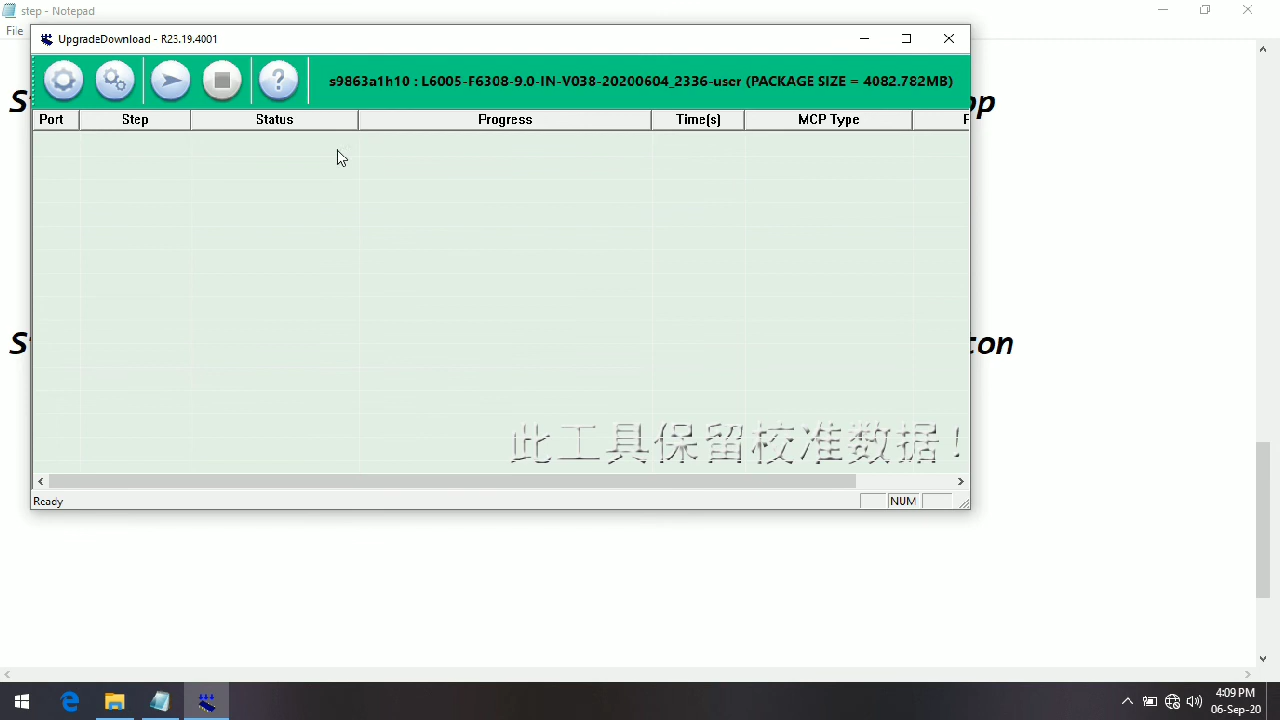 step - Notepad
File
UpgradeDownload - R23.19.4001
s9863a1h10 : L6005-F6308-9.0-IN-V038-20200604_2336-user (PACKAGE SIZE = 4082.782MB)
Port Step Status Progress Time(s) MCP Type
此工具保留校准数据！
Ready
NUM
4:09 PM
06-Sep-20